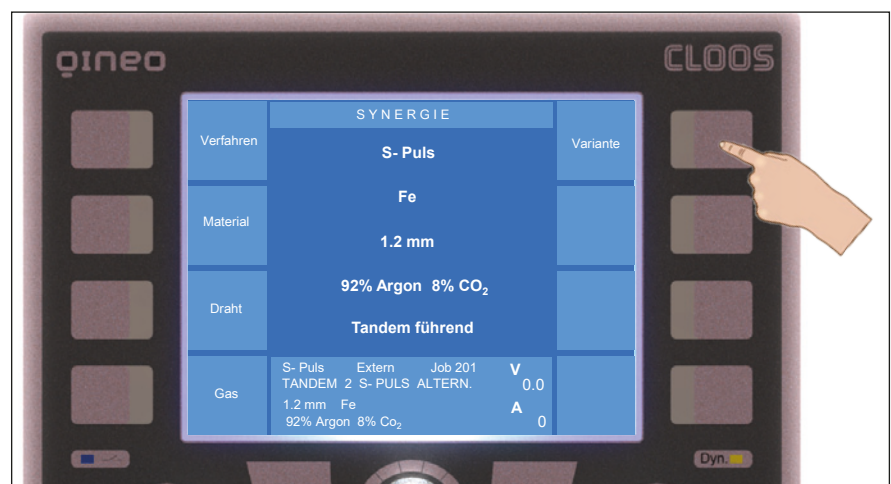 QINEO
CLOOS
SYNERGIE
Verfahren
S- Puls
Variante
Fe
Material
1.2 mm
92% Argon 8% CO₂
Draht
Tandem führend
S- Puls Extern Job 201 V
TANDEM 2 S- PULS ALTERN. 0.0
Gas
1.2 mm Fe A
92% Argon 8% Co₂ 0
Dyn.